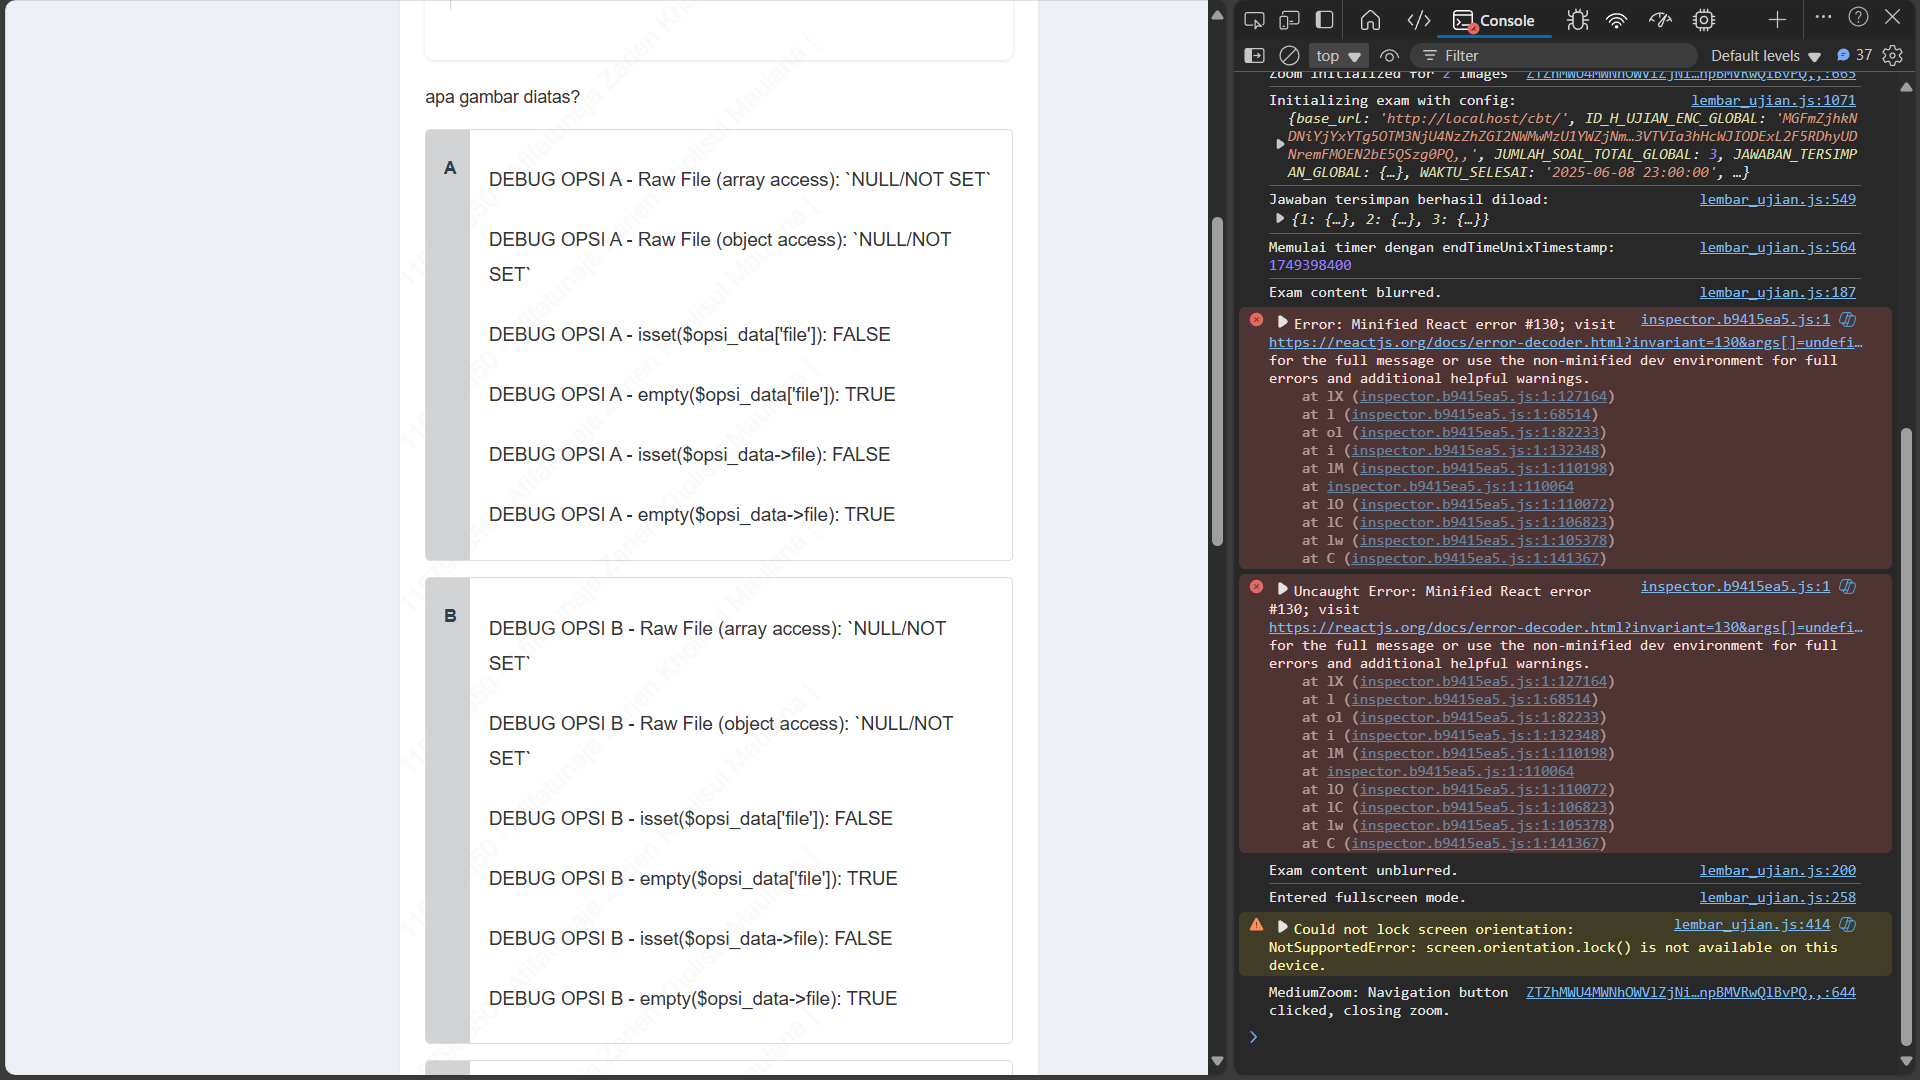 apa gambar diatas?
A
DEBUG OPSI A - Raw File (array access): `NULL/NOT SET`
DEBUG OPSI A - Raw File (object access): `NULL/NOT
SET`
DEBUG OPSI A - isset($opsi_data['file']): FALSE
DEBUG OPSI A - empty($opsi_data['file']): TRUE
DEBUG OPSI A - isset($opsi_data->file): FALSE
DEBUG OPSI A - empty($opsi_data->file): TRUE
B
DEBUG OPSI B - Raw File (array access): `NULL/NOT
SET`
DEBUG OPSI B - Raw File (object access): `NULL/NOT
SET`
DEBUG OPSI B - isset($opsi_data['file']): FALSE
DEBUG OPSI B - empty($opsi_data['file']): TRUE
DEBUG OPSI B - isset($opsi_data->file): FALSE
DEBUG OPSI B - empty($opsi_data->file): TRUE
Console
top Filter Default levels 37
Zoom initialized for 2 images
Initializing exam with config: lembar_ujian.js:1071
{base_url: 'http://localhost/cbt/', ID_H_UJIAN_ENC_GLOBAL: 'MGFmZjhkN
DNiYjYxYTg5OTM3NjU4NzZhZGI2NWMwMzU1YWZjNm…3VTVIa3hHcWJIODExL2F5RDhyUD
NremFMOEN2bE5QSzg0PQ,,', JUMLAH_SOAL_TOTAL_GLOBAL: 3, JAWABAN_TERSIMP
AN_GLOBAL: {…}, WAKTU_SELESAI: '2025-06-08 23:00:00', …}
Jawaban tersimpan berhasil diload: lembar_ujian.js:549
{1: {…}, 2: {…}, 3: {…}}
Memulai timer dengan endTimeUnixTimestamp: lembar_ujian.js:564
1749398400
Exam content blurred. lembar_ujian.js:187
Error: Minified React error #130; visit inspector.b9415ea5.js:1
https://reactjs.org/docs/error-decoder.html?invariant=130&args[]=undefi…
for the full message or use the non-minified dev environment for full
errors and additional helpful warnings.
at lX (inspector.b9415ea5.js:1:127164)
at l (inspector.b9415ea5.js:1:68514)
at ol (inspector.b9415ea5.js:1:82233)
at i (inspector.b9415ea5.js:1:132348)
at lM (inspector.b9415ea5.js:1:110198)
at inspector.b9415ea5.js:1:110064
at lO (inspector.b9415ea5.js:1:110072)
at lC (inspector.b9415ea5.js:1:106823)
at lw (inspector.b9415ea5.js:1:105378)
at C (inspector.b9415ea5.js:1:141367)
Uncaught Error: Minified React error inspector.b9415ea5.js:1
#130; visit
https://reactjs.org/docs/error-decoder.html?invariant=130&args[]=undefi…
for the full message or use the non-minified dev environment for full
errors and additional helpful warnings.
at lX (inspector.b9415ea5.js:1:127164)
at l (inspector.b9415ea5.js:1:68514)
at ol (inspector.b9415ea5.js:1:82233)
at i (inspector.b9415ea5.js:1:132348)
at lM (inspector.b9415ea5.js:1:110198)
at inspector.b9415ea5.js:1:110064
at lO (inspector.b9415ea5.js:1:110072)
at lC (inspector.b9415ea5.js:1:106823)
at lw (inspector.b9415ea5.js:1:105378)
at C (inspector.b9415ea5.js:1:141367)
Exam content unblurred. lembar_ujian.js:200
Entered fullscreen mode. lembar_ujian.js:258
Could not lock screen orientation: lembar_ujian.js:414
NotSupportedError: screen.orientation.lock() is not available on this
device.
MediumZoom: Navigation button ZTZhMWU4MWNhOWVlZjNi…npBMVRwQlBvPQ,,:644
clicked, closing zoom.